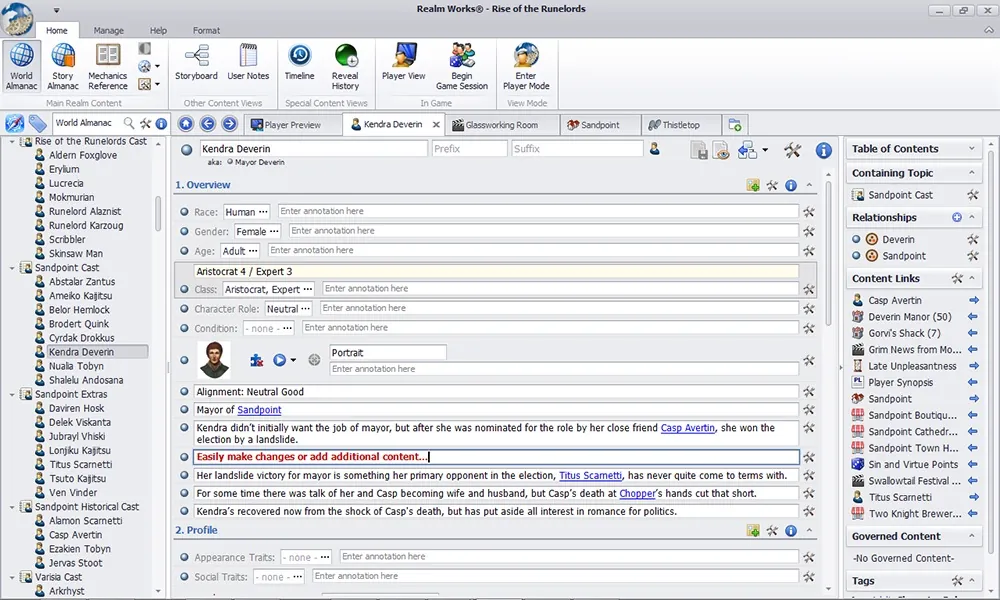 Realm Works® - Rise of the Runelords
Home
Manage
Help
Format
World Almanac
Story Almanac
Mechanics Reference
Main Realm Content
Storyboard
User Notes
Other Content Views
Timeline
Reveal History
Special Content Views
Player View
Begin Game Session
In Game
Enter Player Mode
View Mode
World Almanac
Player Preview
Kendra Deverin
Glassworking Room
Sandpoint
Thistletop
Rise of the Runelords Cast
Aldern Foxglove
Erylium
Lucrecia
Mokmurian
Runelord Alaznist
Runelord Karzoug
Scribbler
Skinsaw Man
Sandpoint Cast
Abstalar Zantus
Ameiko Kaijitsu
Belor Hemlock
Brodert Quink
Cyrdak Drokkus
Kendra Deverin
Nualia Tobyn
Shalelu Andosana
Sandpoint Extras
Daviren Hosk
Delek Viskanta
Jubrayl Vhiski
Lonjiku Kaijitsu
Titus Scarnetti
Tsuto Kaijitsu
Ven Vinder
Sandpoint Historical Cast
Alamon Scarnetti
Casp Avertin
Ezakien Tobyn
Jervas Stoot
Varisia Cast
Arkrhyst
Kendra Deverin
Prefix
Suffix
aka: Mayor Deverin
1. Overview
Race: Human ••• Enter annotation here
Gender: Female ••• Enter annotation here
Age: Adult ••• Enter annotation here
Aristocrat 4 / Expert 3
Class: Aristocrat, Expert ••• Enter annotation here
Character Role: Neutral ••• Enter annotation here
Condition: - none - ••• Enter annotation here
Portrait
Enter annotation here
Alignment: Neutral Good
Mayor of Sandpoint
Kendra didn't initially want the job of mayor, but after she was nominated for the role by her close friend Casp Avertin, she won the
election by a landslide.
Easily make changes or add additional content...
Her landslide victory for mayor is something her primary opponent in the election, Titus Scarnetti, has never quite come to terms with.
For some time there was talk of her and Casp becoming wife and husband, but Casp's death at Chopper's hands cut that short.
Kendra's recovered now from the shock of Casp's death, but has put aside all interest in romance for politics.
2. Profile
Appearance Traits: - none - ••• Enter annotation here
Social Traits: - none - ••• Enter annotation here
Table of Contents
Containing Topic
Sandpoint Cast
Relationships
Deverin
Sandpoint
Content Links
Casp Avertin
Deverin Manor (50)
Gorvi's Shack (7)
Grim News from Mo...
Late Unpleasantness
PL Player Synopsis
Sandpoint
Sandpoint Boutiqu...
Sandpoint Cathedr...
Sandpoint Town Hall
Sin and Virtue Points
Swallowtail Festival ...
Titus Scarnetti
Two Knight Brewer...
Governed Content
-No Governed Content-
Tags